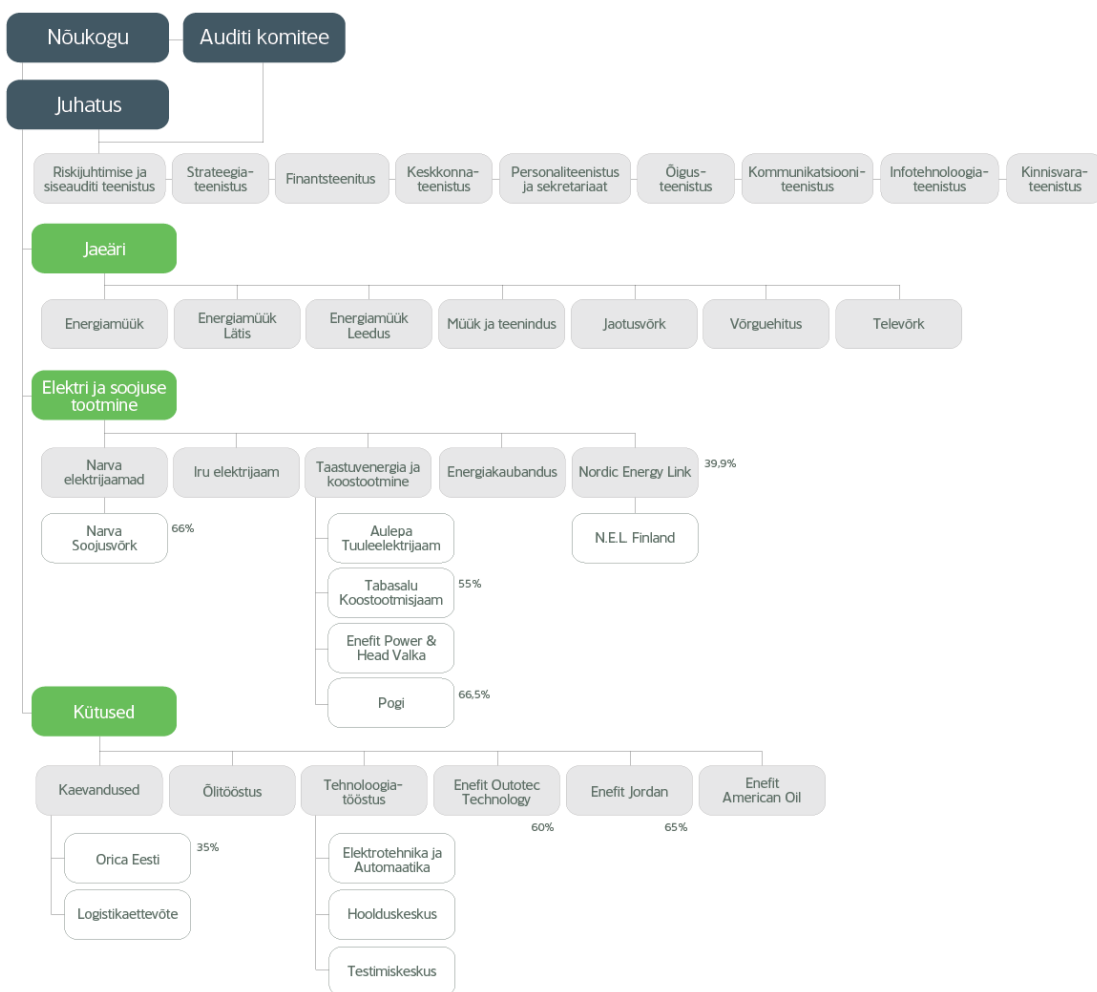 Nõukogu
Auditi komitee
Juhatus
Riskijuhtimise ja
siseauditi teenistus
Strateegia-
teenistus
Finantsteenitus
Keskkonna-
teenistus
Personaliteenistus
ja sekretariaat
Õigus-
teenistus
Kommunikatsiooni-
teenistus
Infotehnoloogia-
teenistus
Kinnisvara-
teenistus
Jaeäri
Energiamüük
Energiamüük
Lätis
Energiamüük
Leedus
Müük ja teenindus
Jaotusvõrk
Võrguehitus
Televõrk
Elektri ja soojuse
tootmine
Narva
elektrijaamad
Iru elektrijaam
Taastuvenergia ja
koostootmine
Energiakaubandus
Nordic Energy Link
39,9%
Narva
Soojusvõrk
66%
Aulepa
Tuuleelektrijaam
N.E.L. Finland
Tabasalu
Koostootmisjaam
55%
Enefit Power &
Head Valka
Pogi
66,5%
Kütused
Kaevandused
Õlitööstus
Tehnoloogia-
tööstus
Enefit Outotec
Technology
60%
Enefit Jordan
65%
Enefit
American Oil
Orica Eesti
35%
Logistikaettevõte
Elektrotehnika ja
Automaatika
Hoolduskeskus
Testimiskeskus